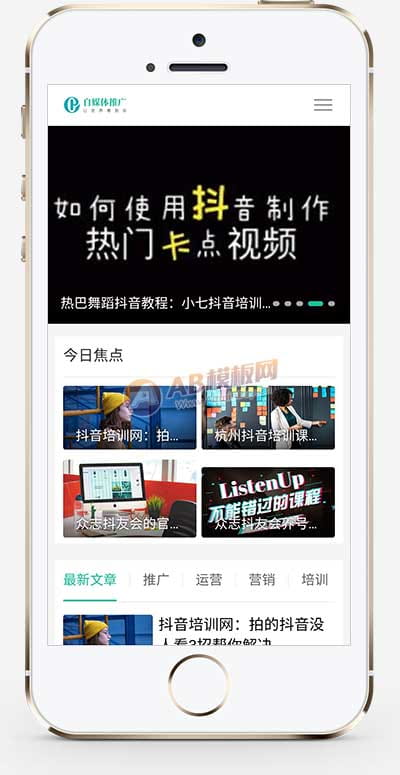 自媒体推广
如何使用抖音制作
热门卡点视频
热巴舞蹈抖音教程：小七抖音培训...
今日焦点
AB模板网
抖音培训网：拍...
杭州抖音培训课...
众志抖友会的官...
ListenUp
不能错过的课程
众志抖友会养号...
最新文章
推广
运营
营销
培训
抖音培训网：拍的抖音没
人看?招帮你解决